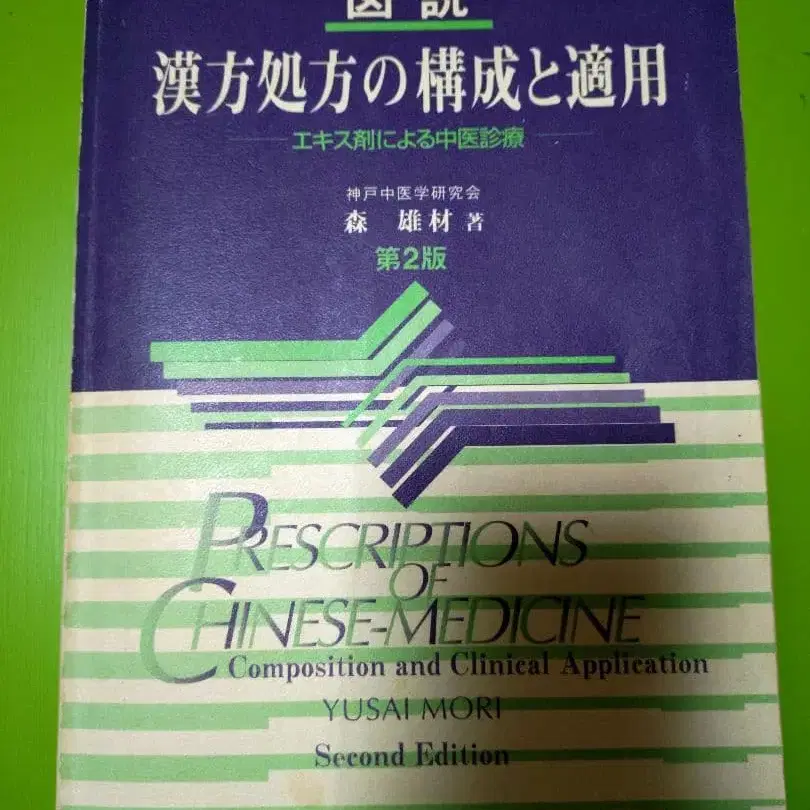 図説
漢方処方の構成と適用
エキス剤による中医診療
神戸中医学研究会
森 雄材 著
第2版
PRESCRIPTIONS
OF
CHINESE-MEDICINE
Composition and Clinical Application
YUSAI MORI
Second Edition